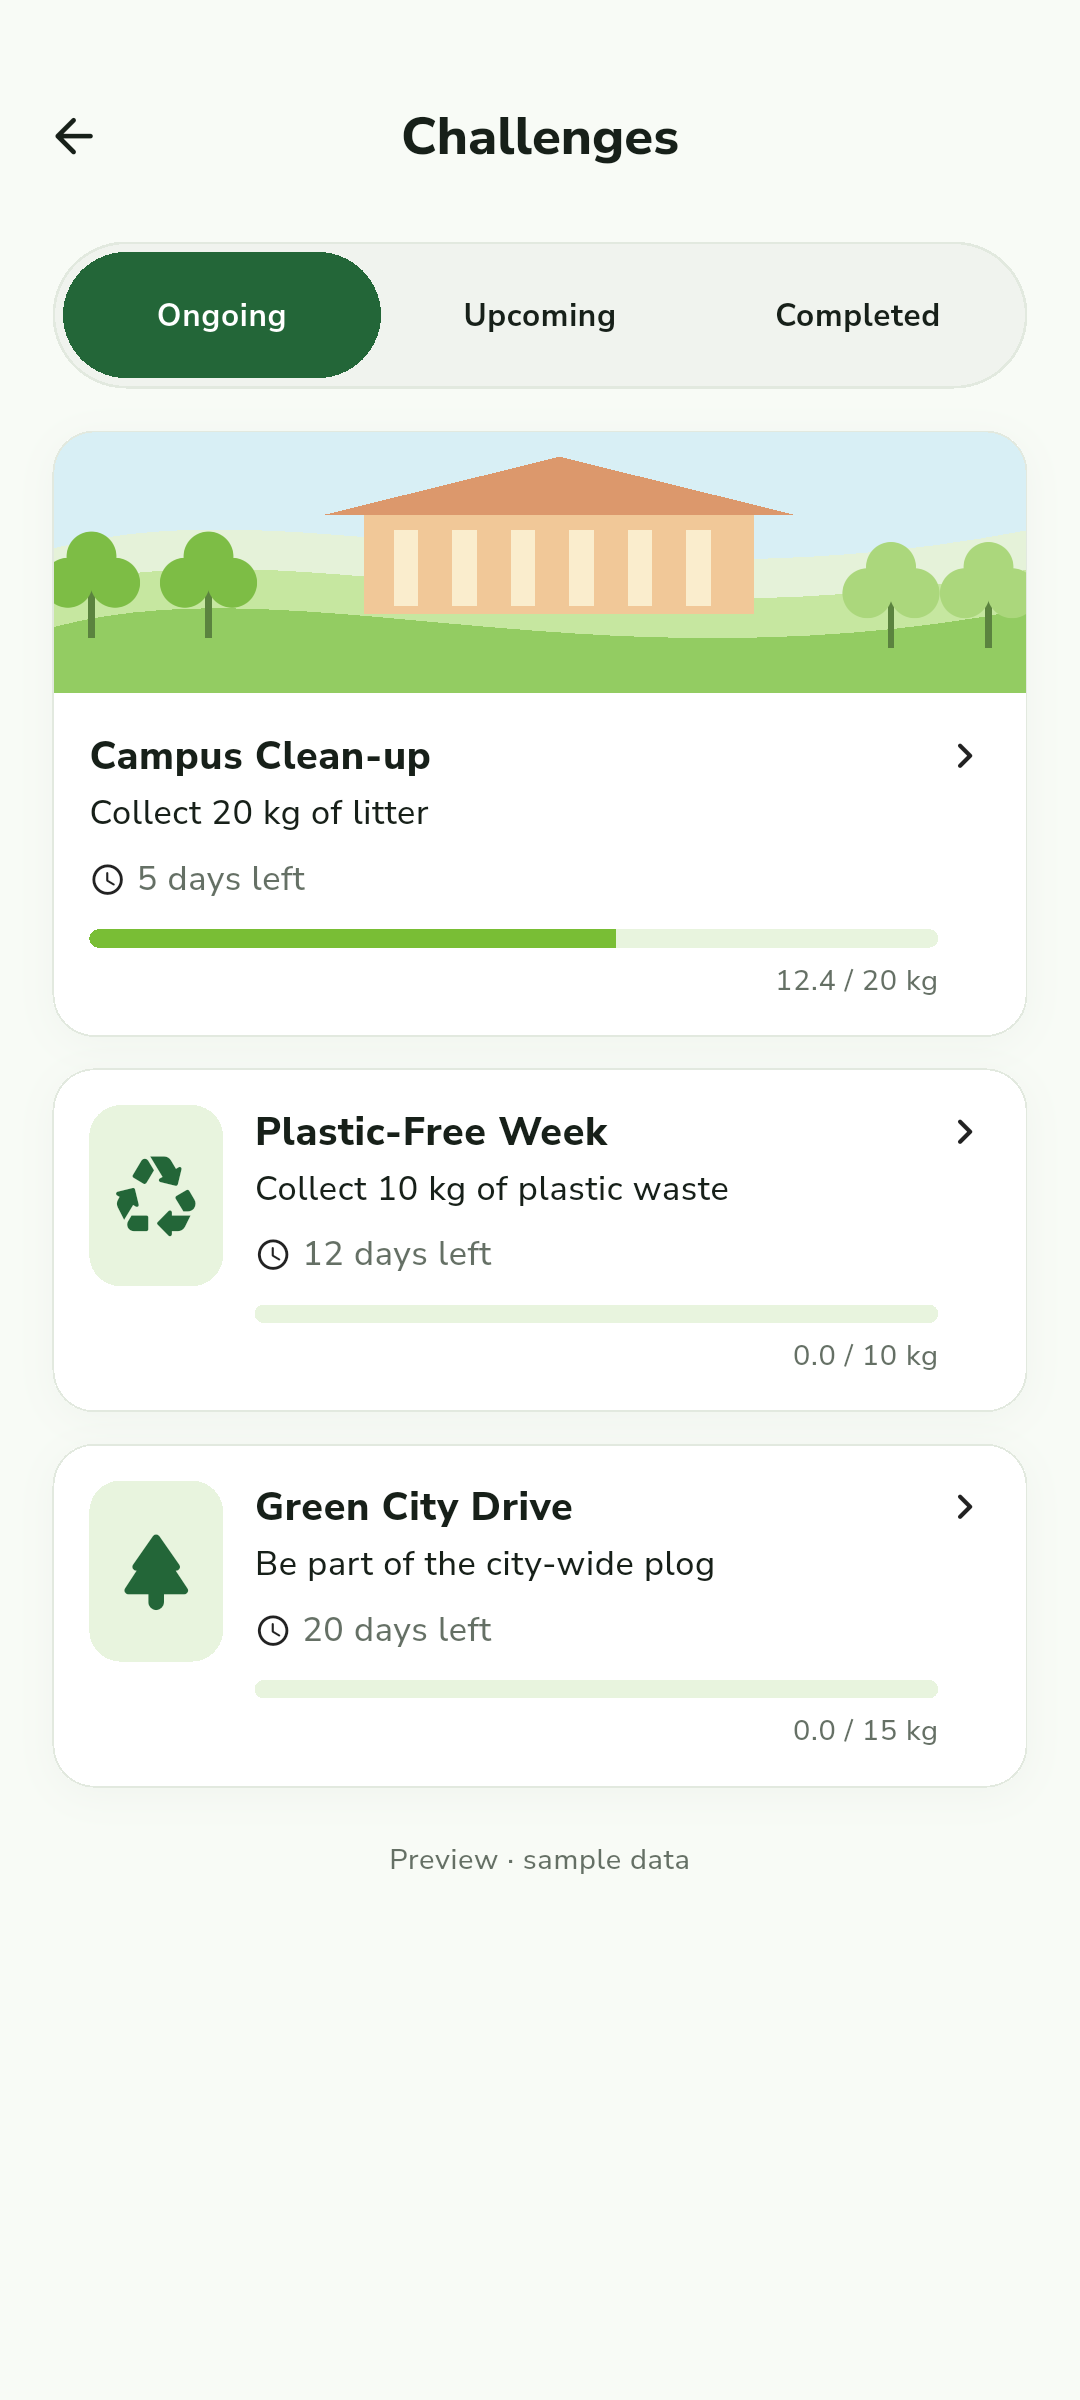 Challenges
Ongoing
Upcoming
Completed
Campus Clean-up
Collect 20 kg of litter
5 days left
12.4 / 20 kg
Plastic-Free Week
Collect 10 kg of plastic waste
12 days left
0.0 / 10 kg
Green City Drive
Be part of the city-wide plog
20 days left
0.0 / 15 kg
Preview · sample data